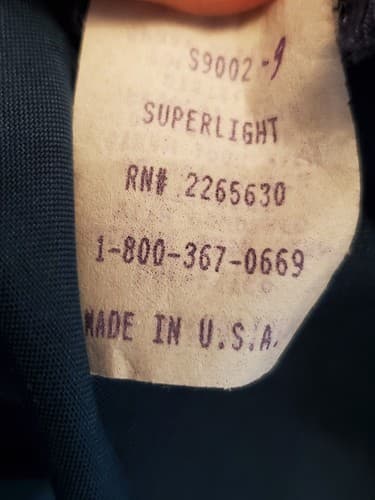 S9002-9
SUPERLIGHT
RN# 2265630
1-800-367-0669
MADE IN U.S.A.